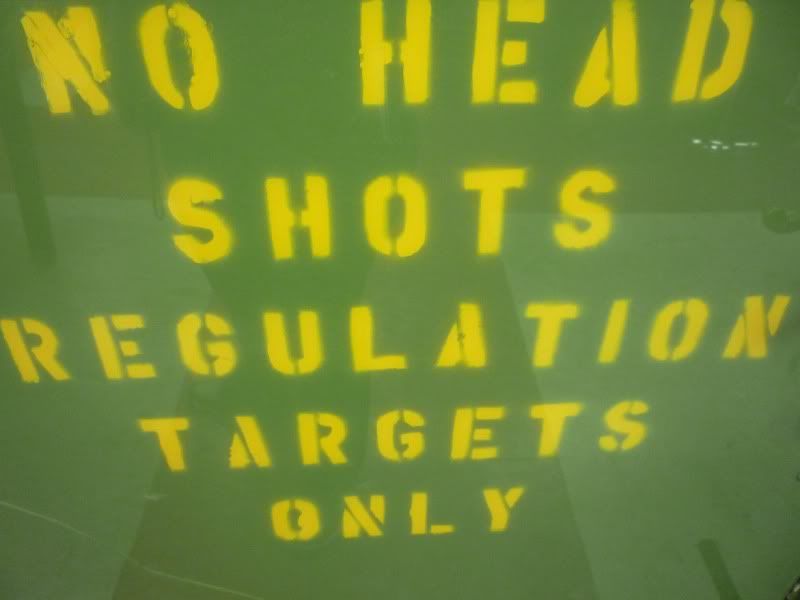 NO HEAD
SHOTS
REGULATION
TARGETS
ONLY